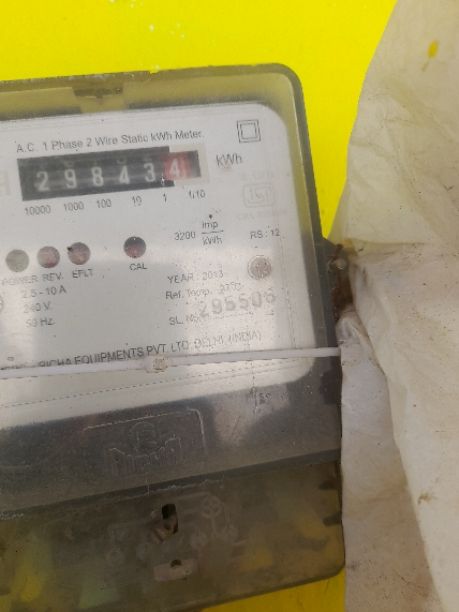 A.C. 1 Phase 2 Wire Static kWh Meter.
2 9 8 4 3 4 kWh
10000 1000 100 10 1 1/10
3200 imp/kWh RS: 12
POWER REV. EFLT CAL
2.5-10 A YEAR: 2013
240 V. Ref. Temp.
50 Hz SL. No. 295506
EQUIPMENTS PVT. LTD. DELHI (INDIA)